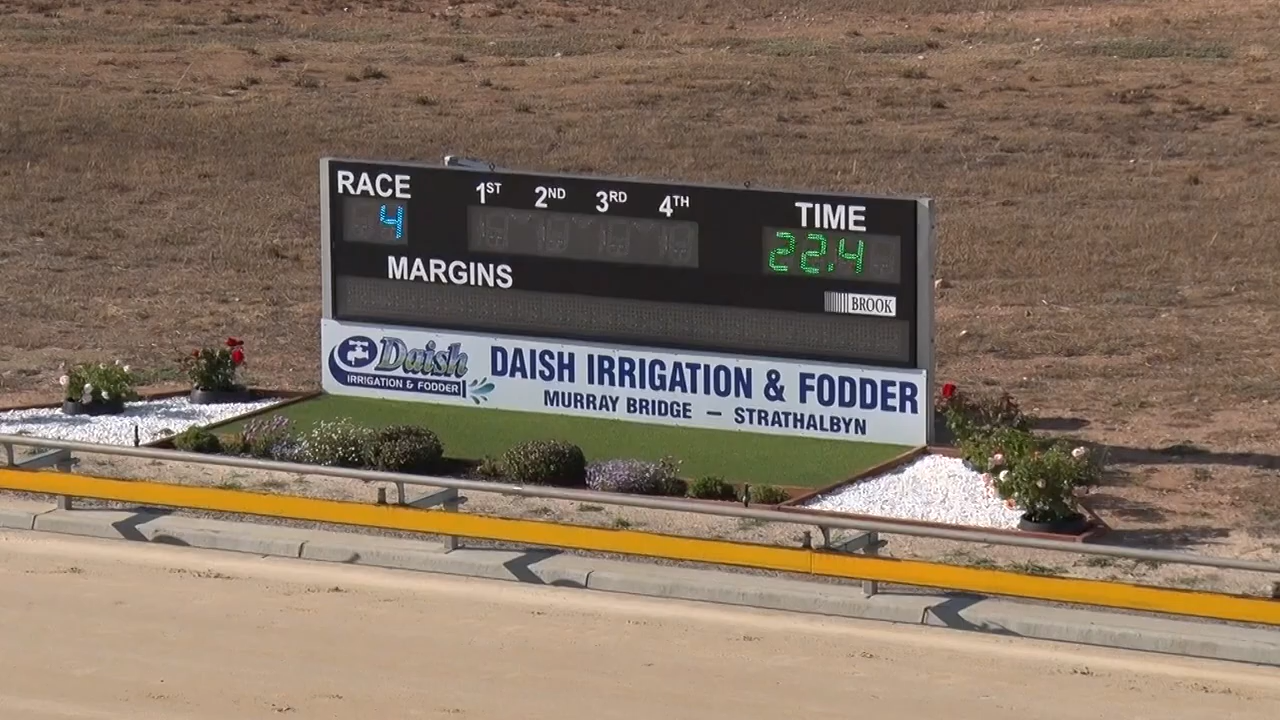 RACE 1ST 2ND 3RD 4TH TIME
4 22.4
MARGINS
BROOK
Daish
IRRIGATION & FODDER
DAISH IRRIGATION & FODDER
MURRAY BRIDGE — STRATHALBYN